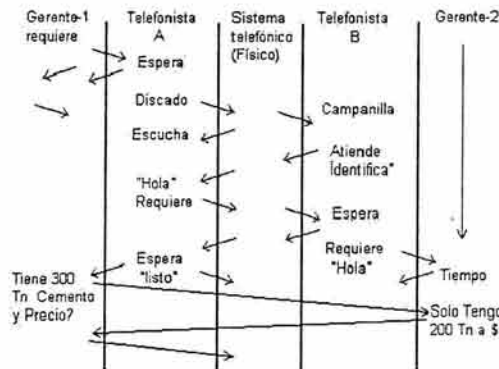 Gerente-1
requiere
Telefonista
A
Sistema
telefónico
(Físico)
Telefonista
B
Gerente-2
Espera
Discado
Campanilla
Escucha
Atiende
Identifica"
"Hola"
Requiere
Espera
Requiere
"Hola"
Espera
"listo"
Tiempo
Tiene 300
Tn Cemento
y Precio?
Solo Tengo
200 Tn a $